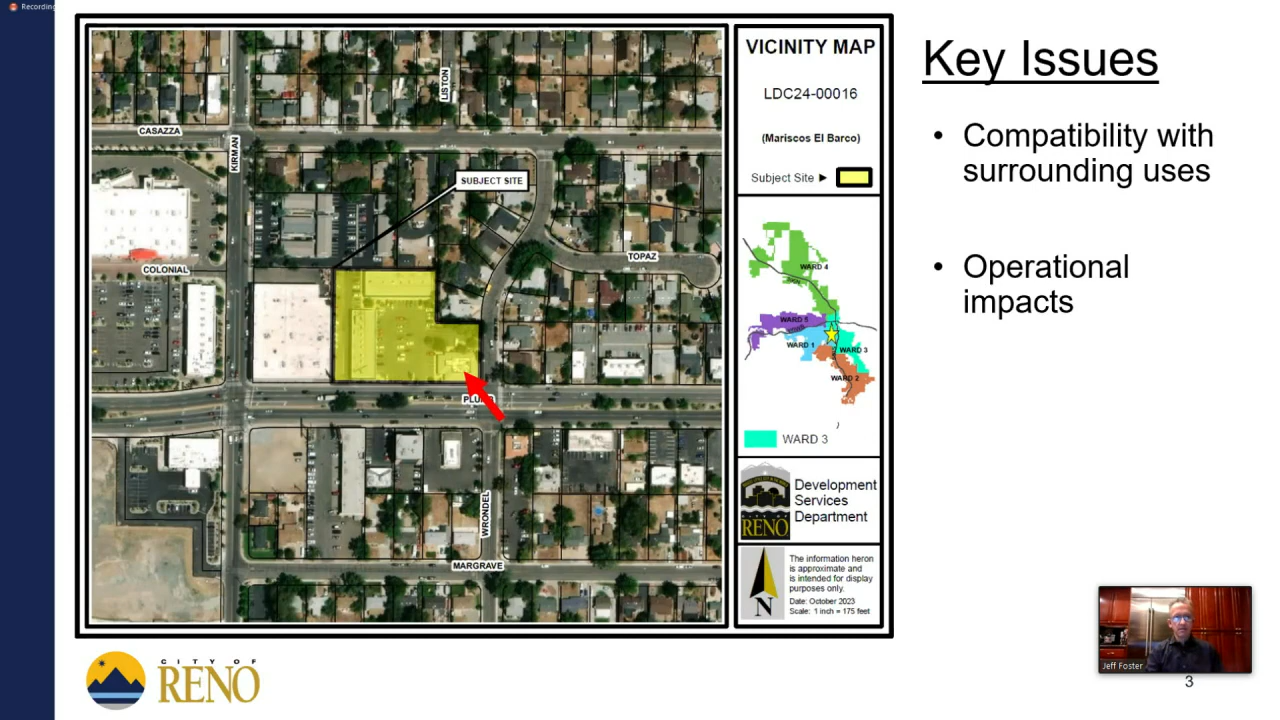 Recording
CASAZZA
LISTON
KIRMAN
SUBJECT SITE
COLONIAL
TOPAZ
WRONDEL
MARGRAVE
VICINITY MAP
LDC24-00016
(Mariscos El Barco)
Subject Site ►
WARD 4
WARD 5
WARD 1
WARD 3
WARD 2
WARD 3
CITY OF
RENO
Development
Services
Department
N
The information heron
is approximate and
is intended for display
purposes only.
Date: October 2023
Scale: 1 inch = 175 feet
Key Issues
• Compatibility with
surrounding uses
• Operational
impacts
CITY OF
RENO
Jeff Foster
3